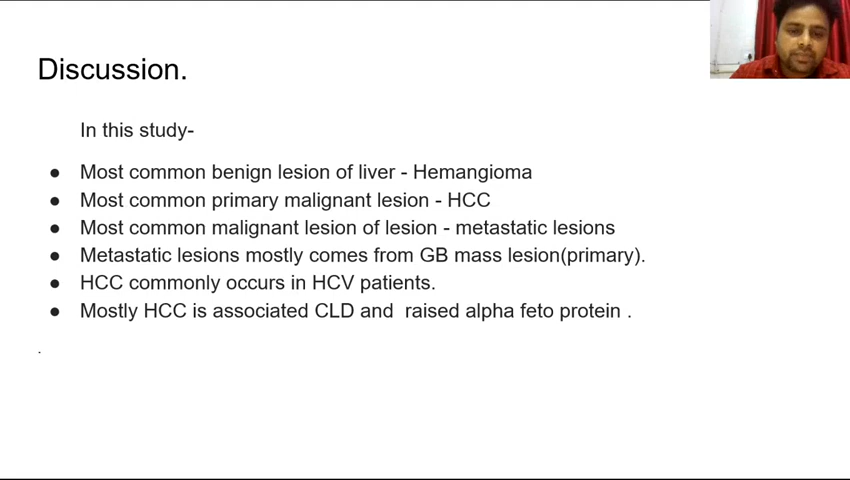 Discussion.
In this study-
● Most common benign lesion of liver - Hemangioma
● Most common primary malignant lesion - HCC
● Most common malignant lesion of lesion - metastatic lesions
● Metastatic lesions mostly comes from GB mass lesion(primary).
● HCC commonly occurs in HCV patients.
● Mostly HCC is associated CLD and  raised alpha feto protein .
.